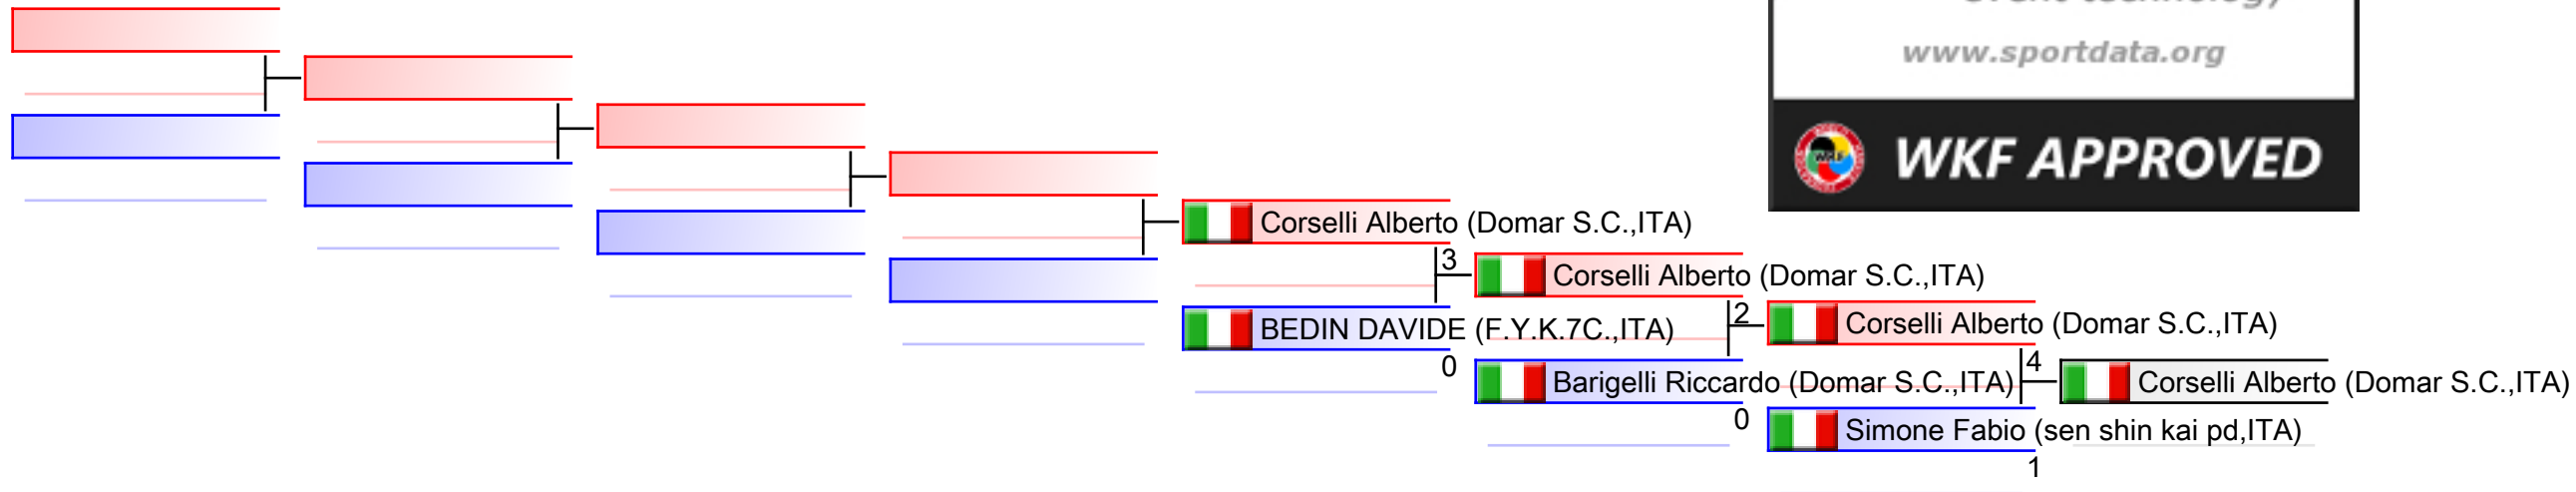 www.sportdata.org
WKF APPROVED
Corselli Alberto (Domar S.C.,ITA)
3
Corselli Alberto (Domar S.C.,ITA)
BEDIN DAVIDE (F.Y.K.7C.,ITA)
0
2
Corselli Alberto (Domar S.C.,ITA)
Barigelli Riccardo (Domar S.C.,ITA)
0
4
Corselli Alberto (Domar S.C.,ITA)
Simone Fabio (sen shin kai pd,ITA)
1